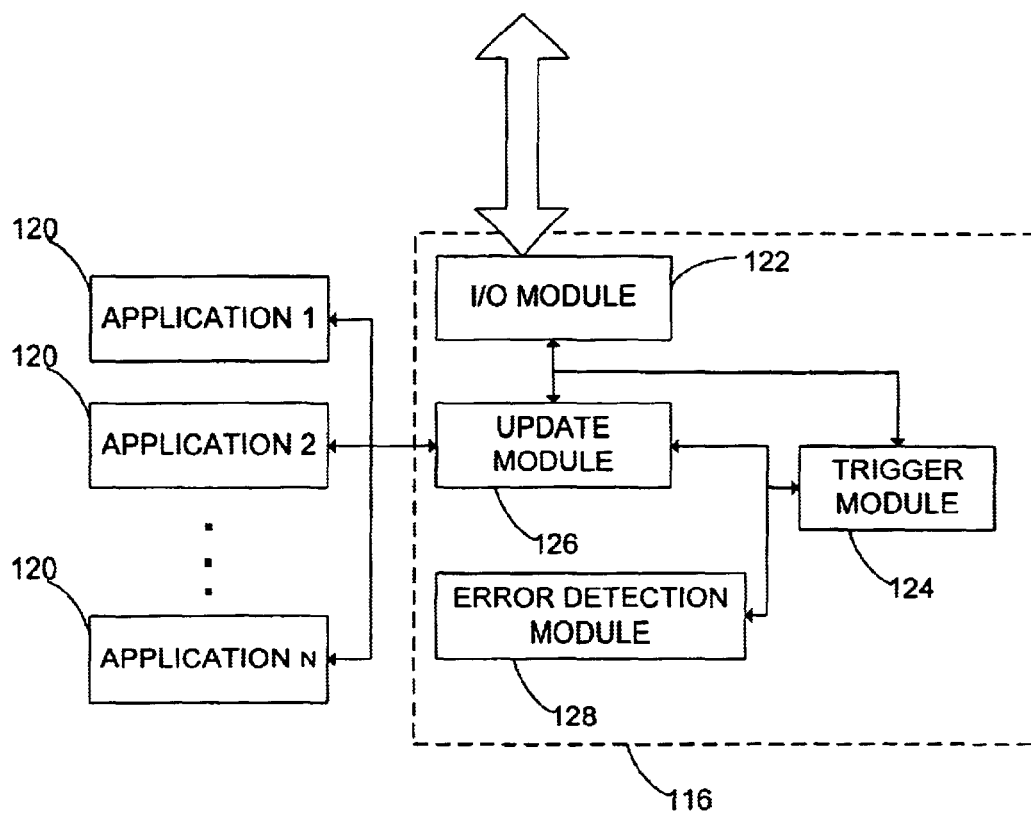 120
APPLICATION 1
120
APPLICATION 2
120
APPLICATION N
I/O MODULE
122
UPDATE
MODULE
126
TRIGGER
MODULE
124
ERROR DETECTION
MODULE
128
116